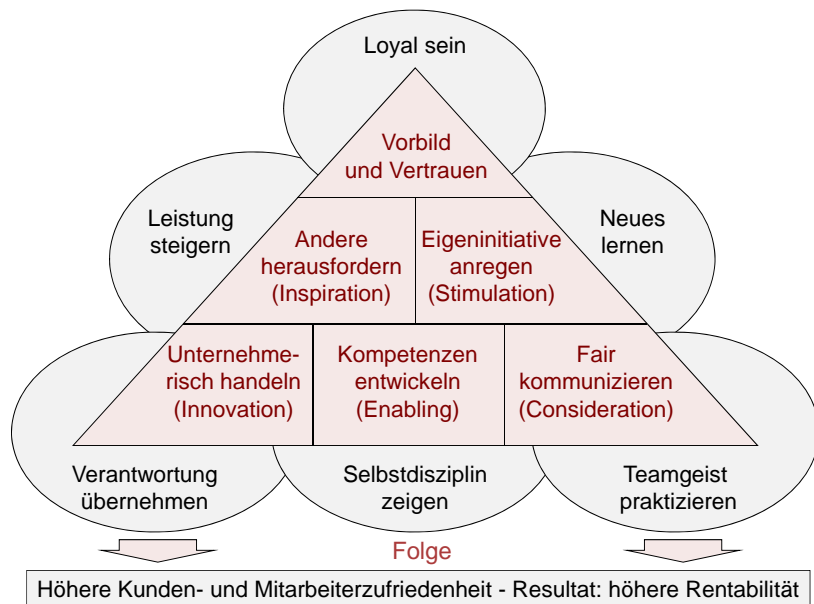 Loyal sein
Vorbild
und Vertrauen
Leistung
steigern
Neues
lernen
Andere
herausfordern
(Inspiration)
Eigeninitiative
anregen
(Stimulation)
Unternehme-
risch handeln
(Innovation)
Kompetenzen
entwickeln
(Enabling)
Fair
kommunizieren
(Consideration)
Verantwortung
übernehmen
Selbstdisziplin
zeigen
Teamgeist
praktizieren
Folge
Höhere Kunden- und Mitarbeiterzufriedenheit - Resultat: höhere Rentabilität